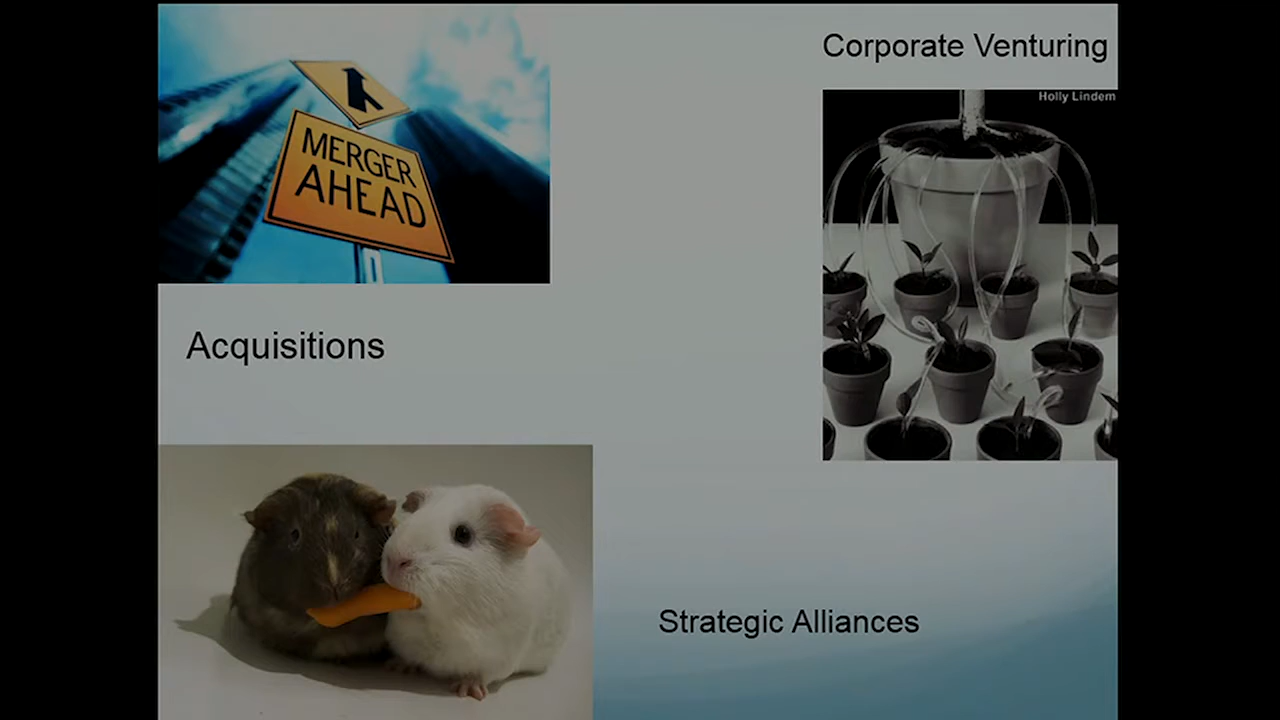 Corporate Venturing
Holly Lindem
MERGER
AHEAD
Acquisitions
Strategic Alliances